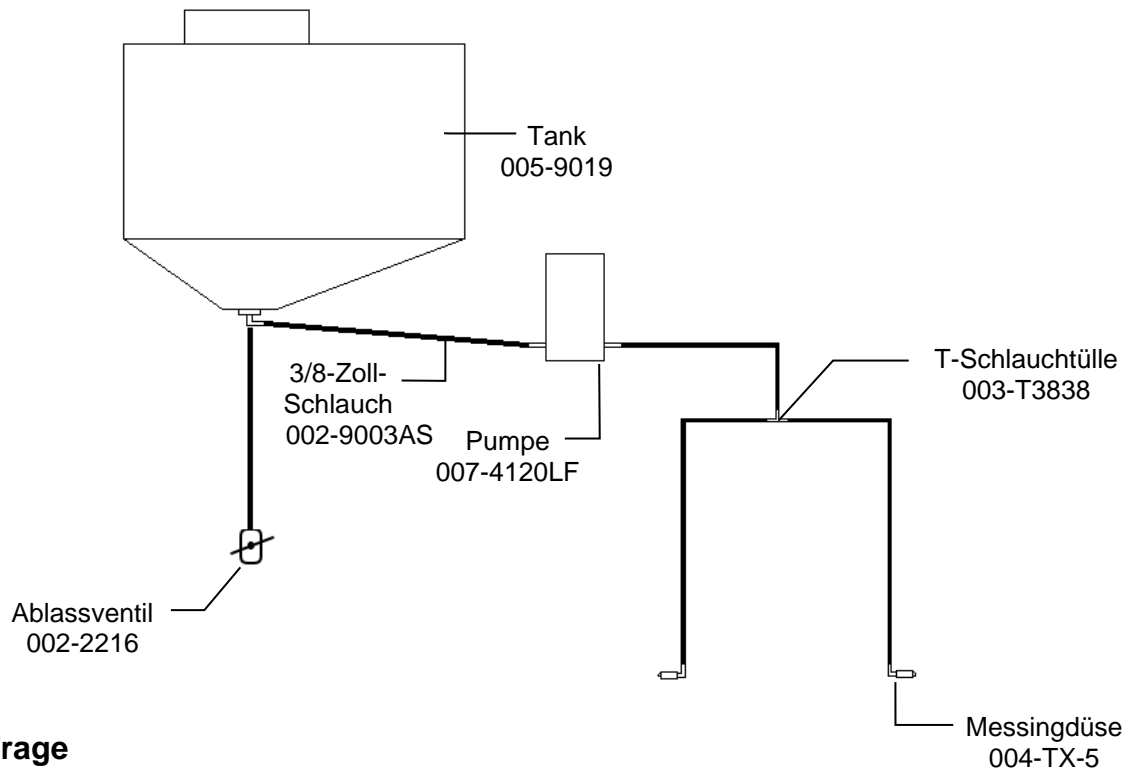 Tank
005-9019
3/8-Zoll-
Schlauch
002-9003AS
Pumpe
007-4120LF
T-Schlauchtülle
003-T3838
Ablassventil
002-2216
Messingdüse
004-TX-5
rage